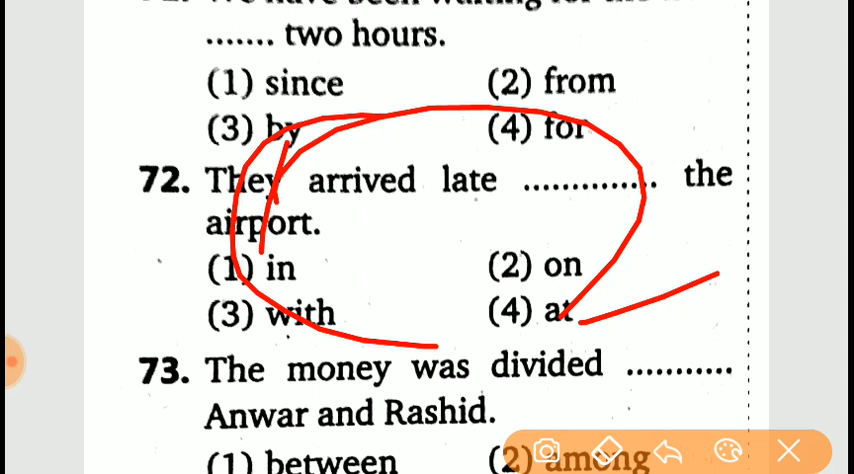 ....... two hours.
(1) since (2) from
(3) by (4) for
72. They arrived late .............. the
airport.
(1) in (2) on
(3) with (4) at
73. The money was divided ...........
Anwar and Rashid.
(1) between (2) among